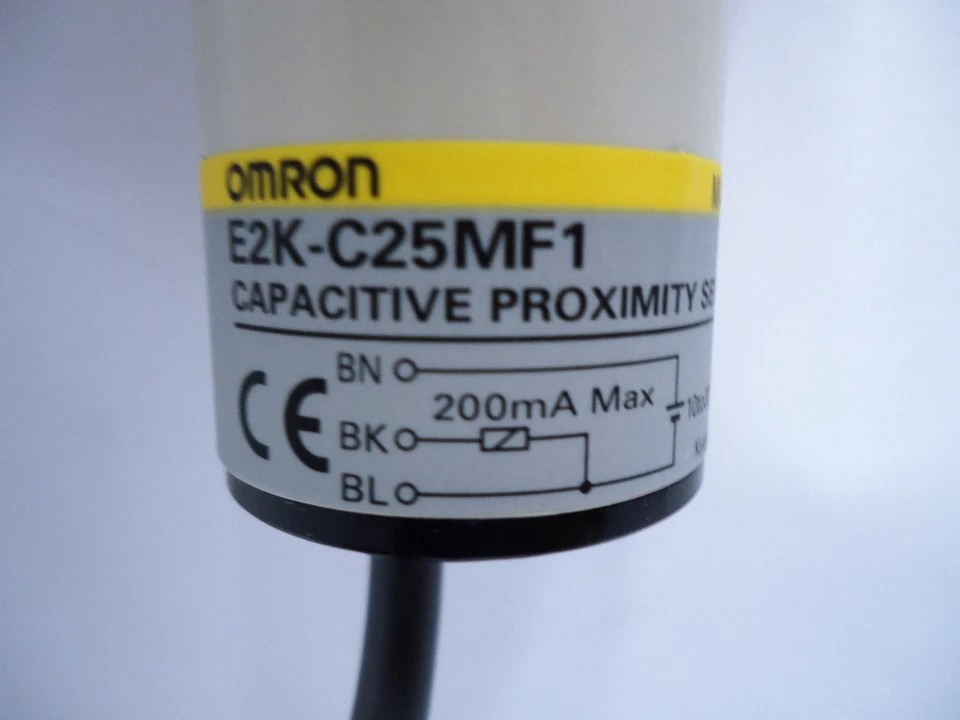 OMRON
E2K-C25MF1
CAPACITIVE PROXIMITY
CE
BN
200mA Max
BK
BL